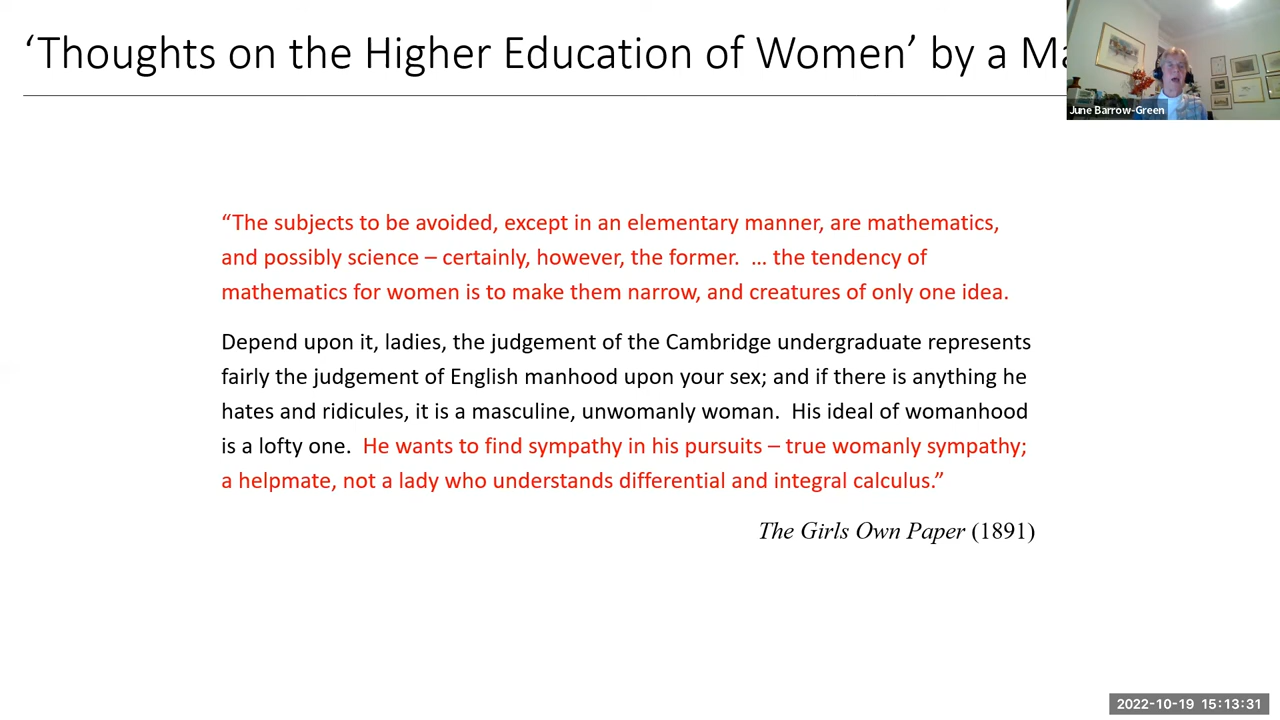 ‘Thoughts on the Higher Education of Women’ by a
June Barrow-Green
“The subjects to be avoided, except in an elementary manner, are mathematics,
and possibly science – certainly, however, the former.  … the tendency of
mathematics for women is to make them narrow, and creatures of only one idea.
Depend upon it, ladies, the judgement of the Cambridge undergraduate represents
fairly the judgement of English manhood upon your sex; and if there is anything he
hates and ridicules, it is a masculine, unwomanly woman.  His ideal of womanhood
is a lofty one.  He wants to find sympathy in his pursuits – true womanly sympathy;
a helpmate, not a lady who understands differential and integral calculus.”
The Girls Own Paper (1891)
2022-10-19 15:13:31